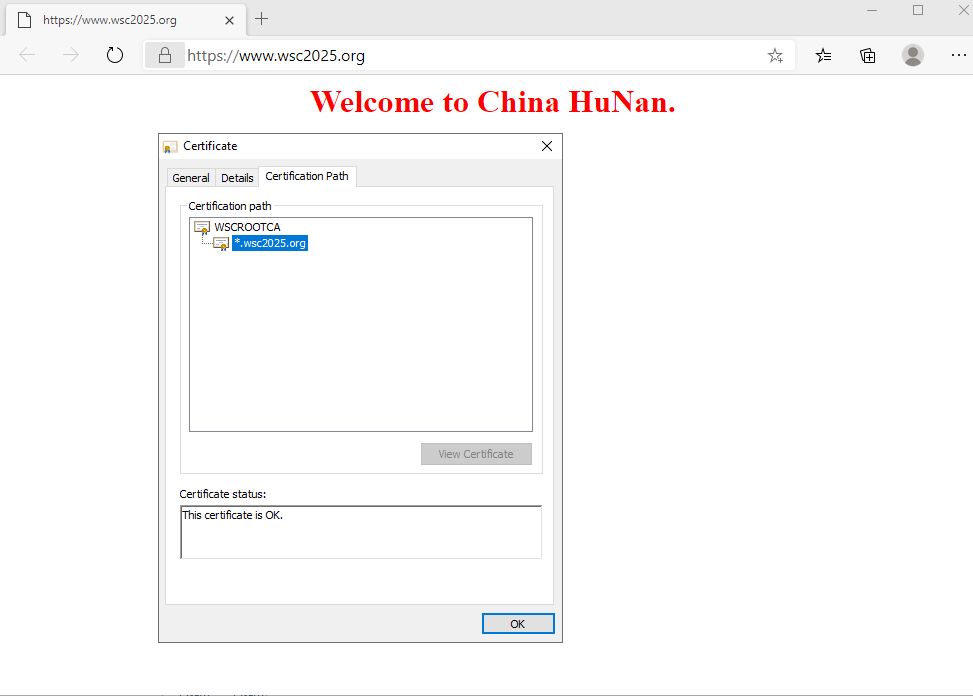 https://www.wsc2025.org
https://www.wsc2025.org
Welcome to China HuNan.
Certificate
General Details Certification Path
Certification path
WSCROOTCA
*.wsc2025.org
View Certificate
Certificate status:
This certificate is OK.
OK